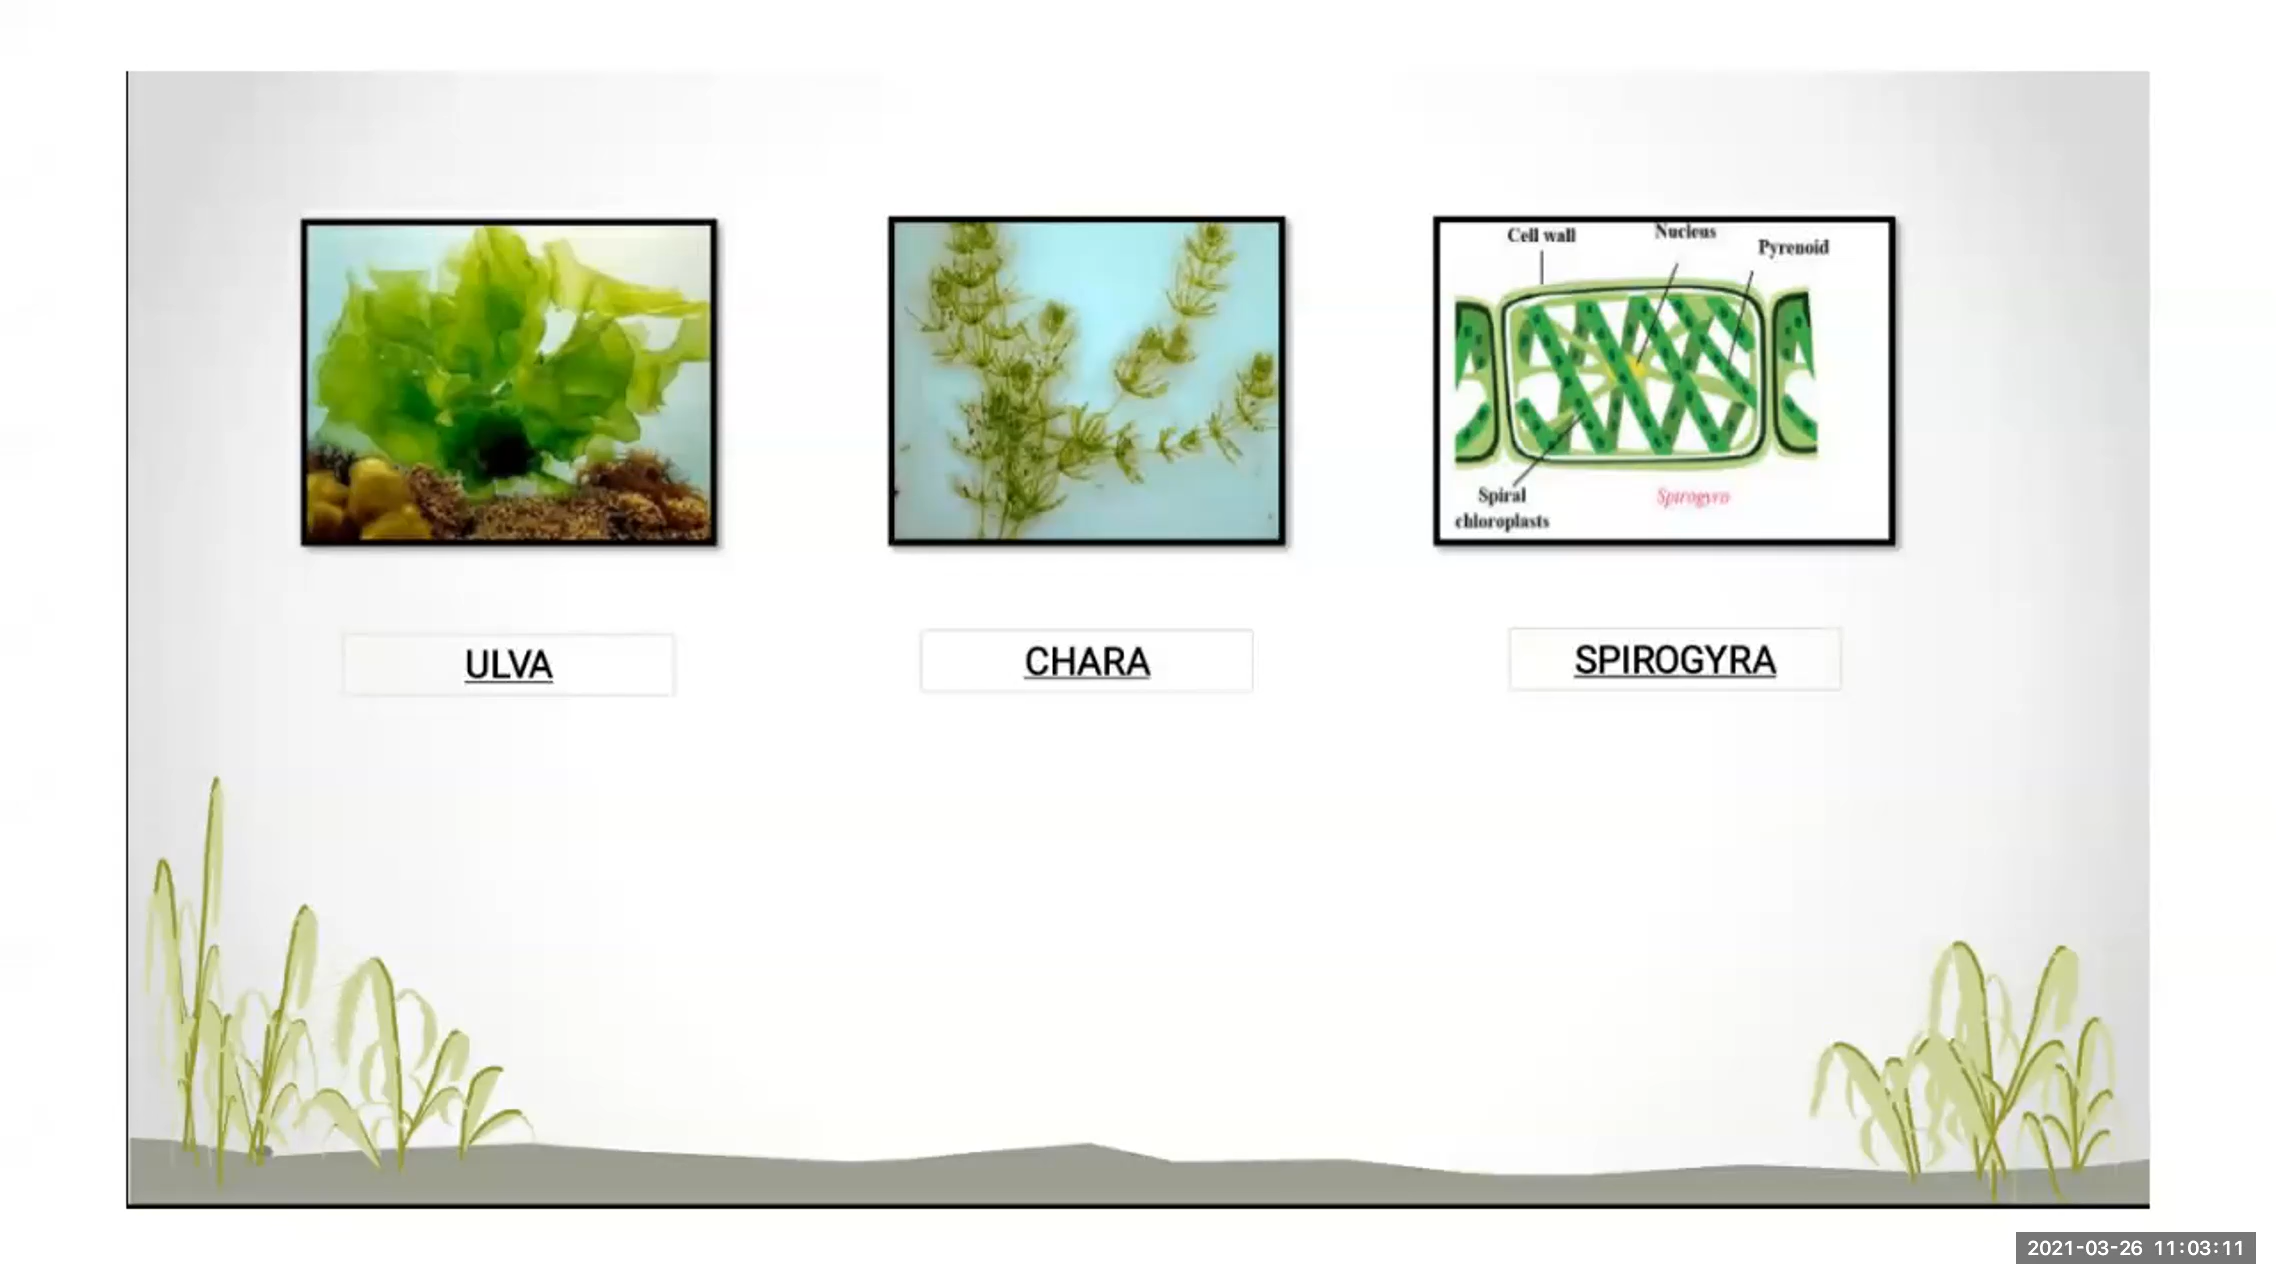 Cell wall
Nucleus
Pyrenoid
Spiral
chloroplasts
Spirogyra
ULVA
CHARA
SPIROGYRA
2021-03-26 11:03:11